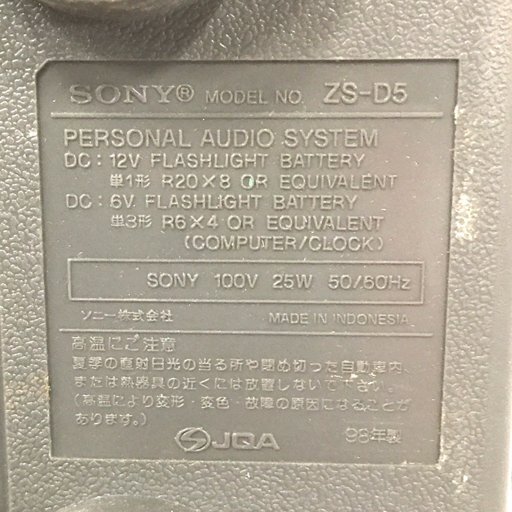 SONY® MODEL NO. ZS-D5
PERSONAL AUDIO SYSTEM
DC: 12V FLASHLIGHT BATTERY
単1形 R20×8 OR EQUIVALENT
DC: 6V FLASHLIGHT BATTERY
単3形 R6×4 OR EQUIVALENT
(COMPUTER/CLOCK)
SONY 100V 25W 50/60Hz
ソニー株式会社 MADE IN INDONESIA
高温にご注意
夏季の直射日光の当る所や閉め切った自動車内、
または熱器具の近くには放置しないで下さい。
(高温により変形・変色・故障の原因になることが
あります。)
JQA 98年製